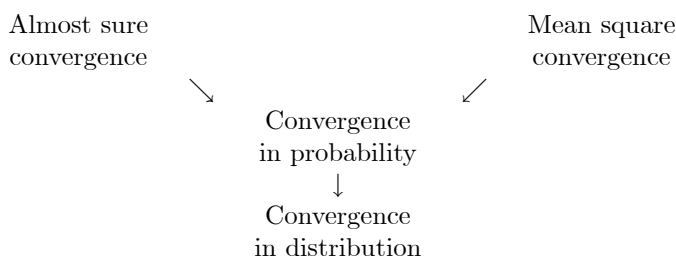 Almost sure
convergence
Mean square
convergence
Convergence
in probability
Convergence
in distribution